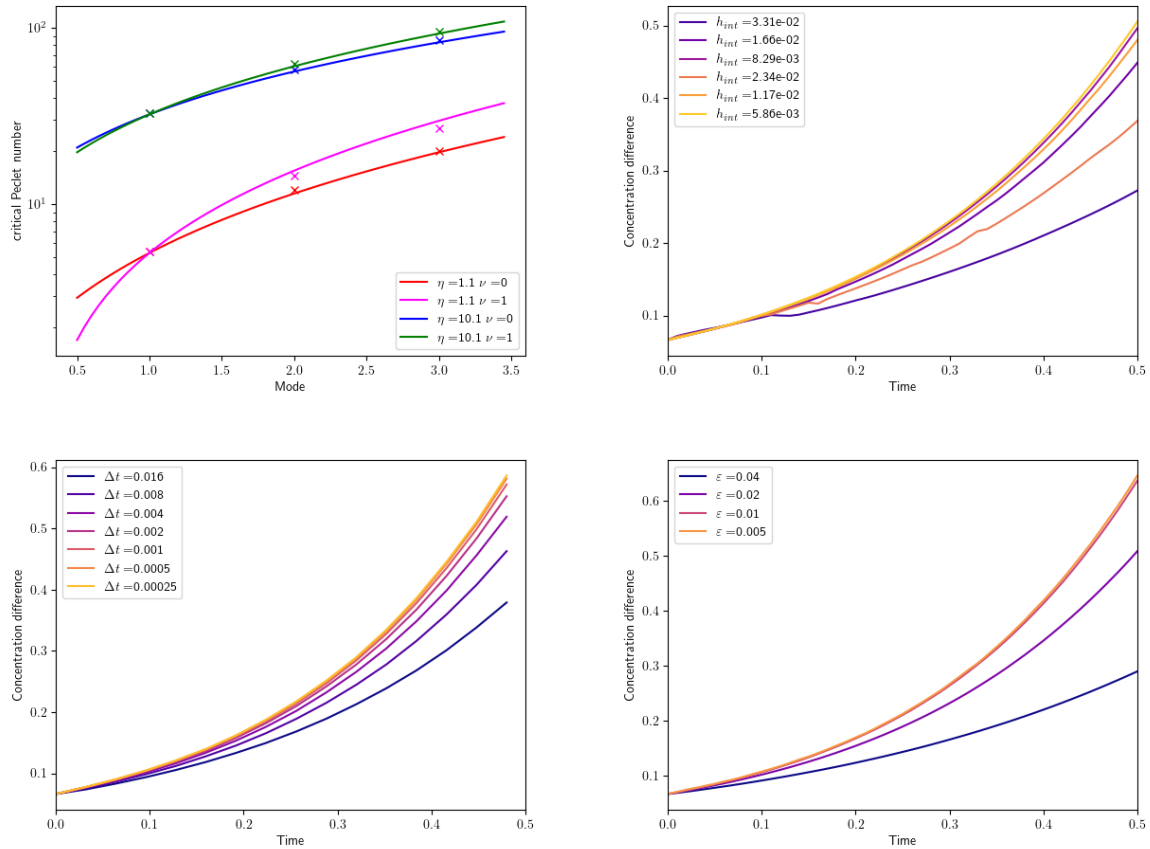 critical Peclet number
10²
10¹
0.5 1.0 1.5 2.0 2.5 3.0 3.5
Mode
η =1.1 ν =0
η =1.1 ν =1
η =10.1 ν =0
η =10.1 ν =1
Concentration difference
0.5
0.4
0.3
0.2
0.1
0.0 0.1 0.2 0.3 0.4 0.5
Time
h_int =3.31e-02
h_int =1.66e-02
h_int =8.29e-03
h_int =2.34e-02
h_int =1.17e-02
h_int =5.86e-03
Concentration difference
0.6
0.5
0.4
0.3
0.2
0.1
0.0 0.1 0.2 0.3 0.4 0.5
Time
Δt =0.016
Δt =0.008
Δt =0.004
Δt =0.002
Δt =0.001
Δt =0.0005
Δt =0.00025
Concentration difference
0.6
0.5
0.4
0.3
0.2
0.1
0.0 0.1 0.2 0.3 0.4 0.5
Time
ε =0.04
ε =0.02
ε =0.01
ε =0.005